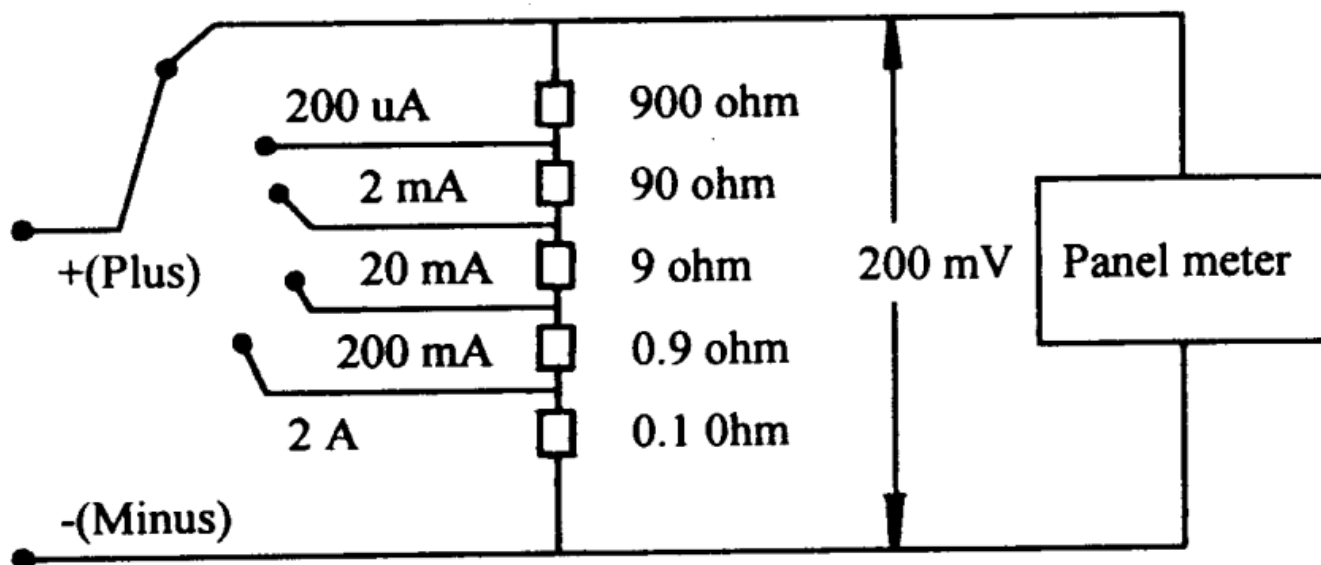 200 uA 900 ohm
2 mA 90 ohm
+(Plus) 20 mA 9 ohm 200 mV Panel meter
200 mA 0.9 ohm
2 A 0.1 0hm
-(Minus)